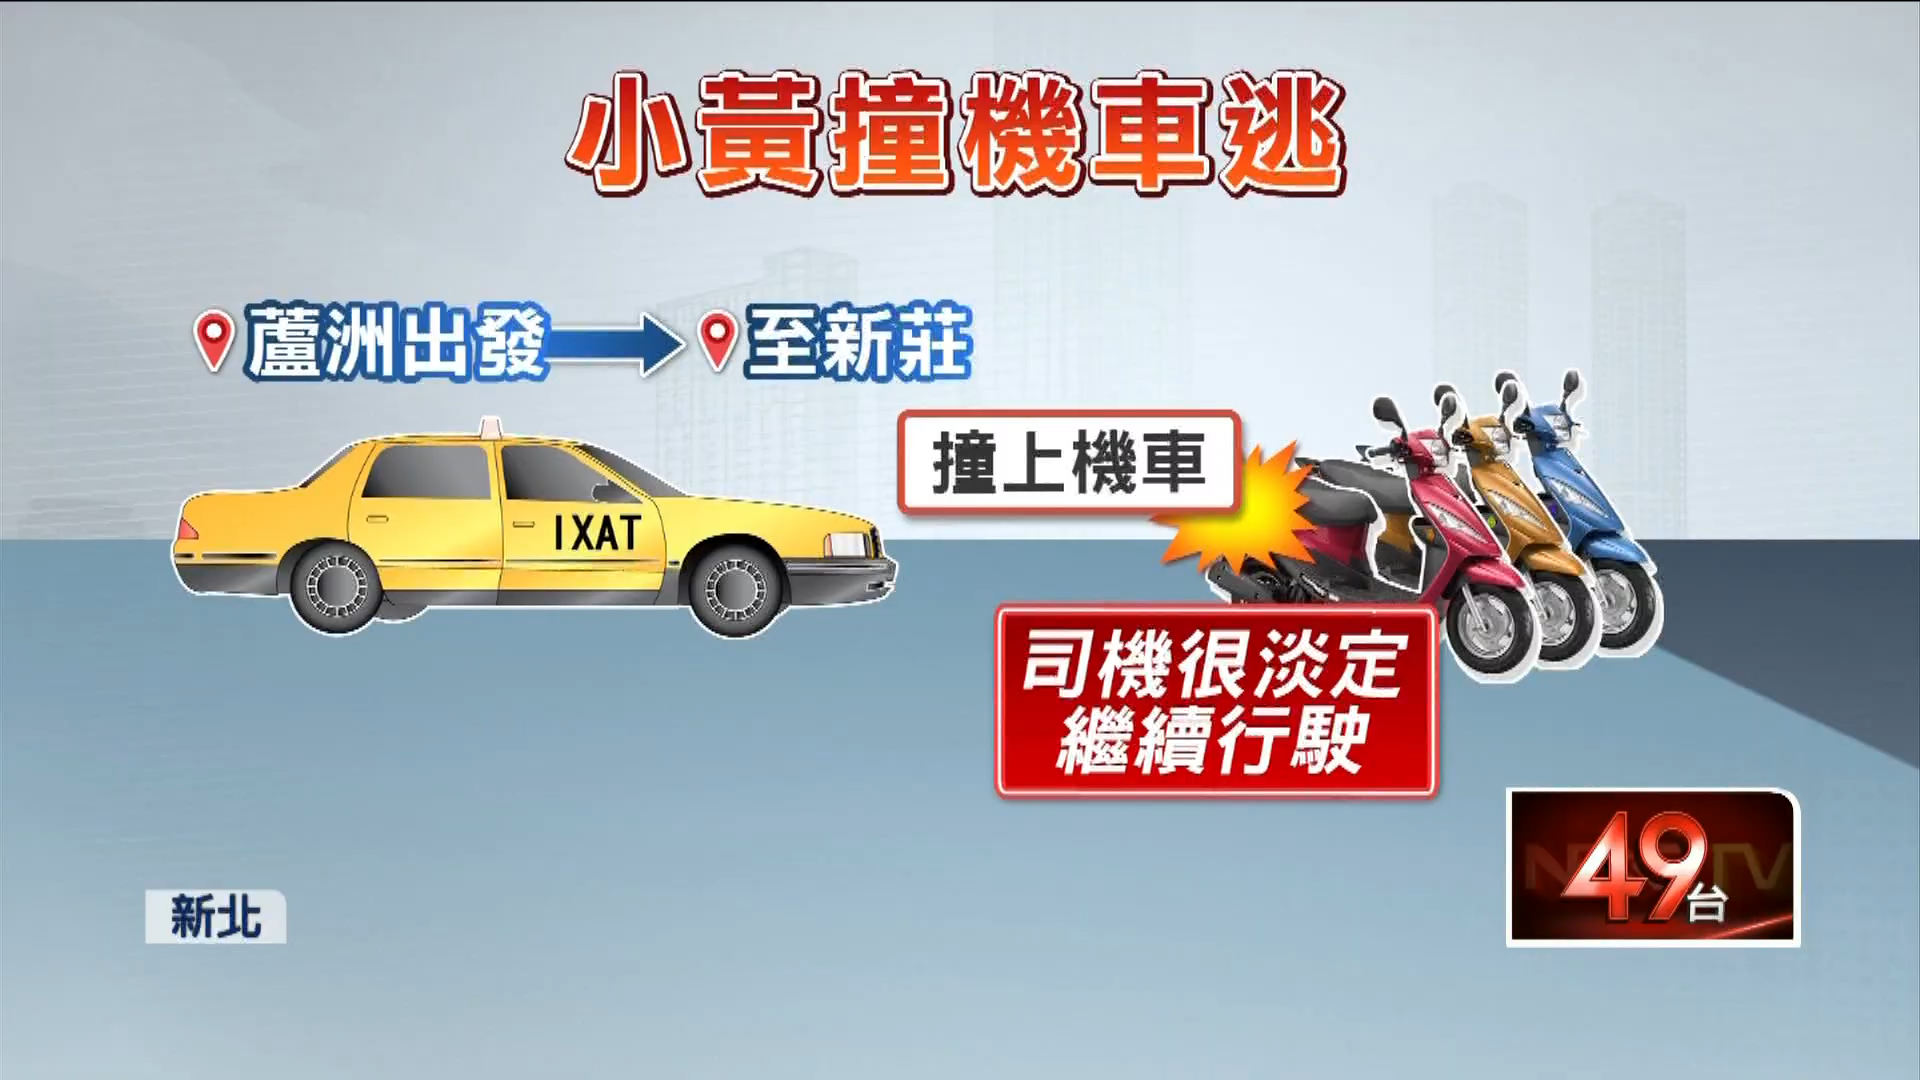 小黃撞機車逃
蘆洲出發
至新莊
撞上機車
IXAT
司機很淡定
繼續行駛
49台
新北